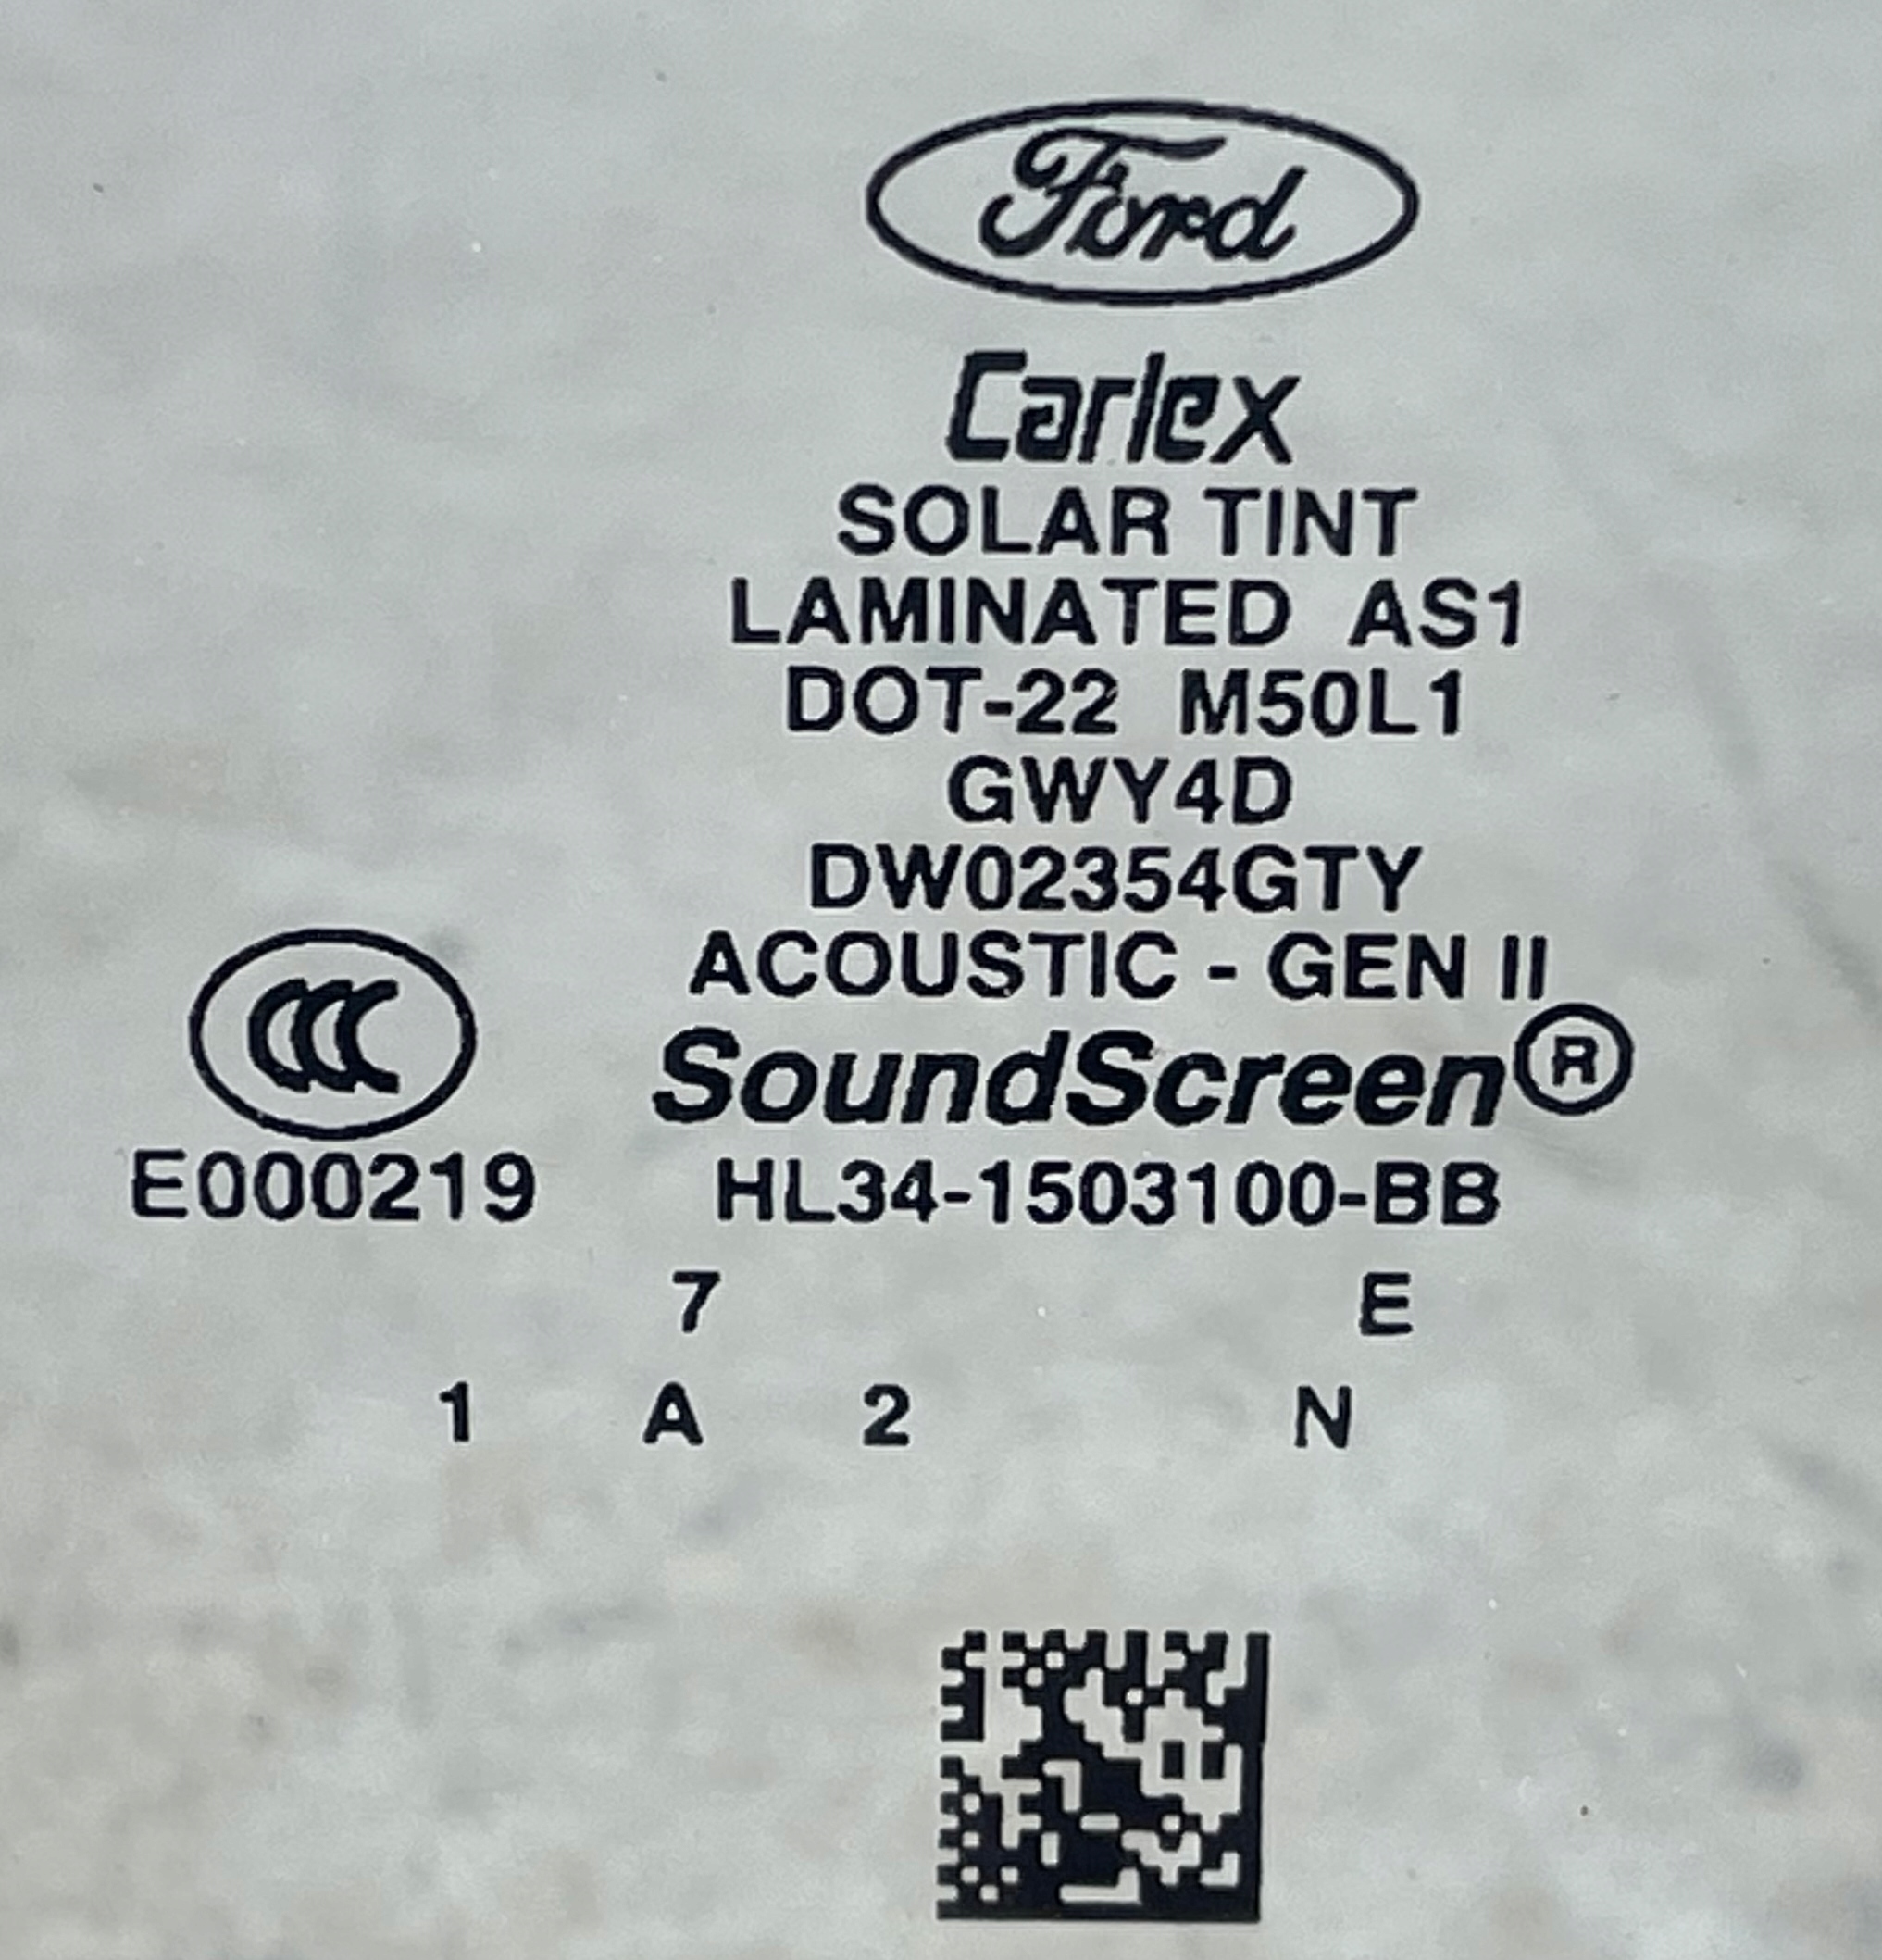 Ford
Carlex
SOLAR TINT
LAMINATED AS1
DOT-22 M50L1
GWY4D
DW02354GTY
ACOUSTIC - GEN II
CCC
SoundScreen®
E000219 HL34-1503100-BB
7 E
1 A 2 N